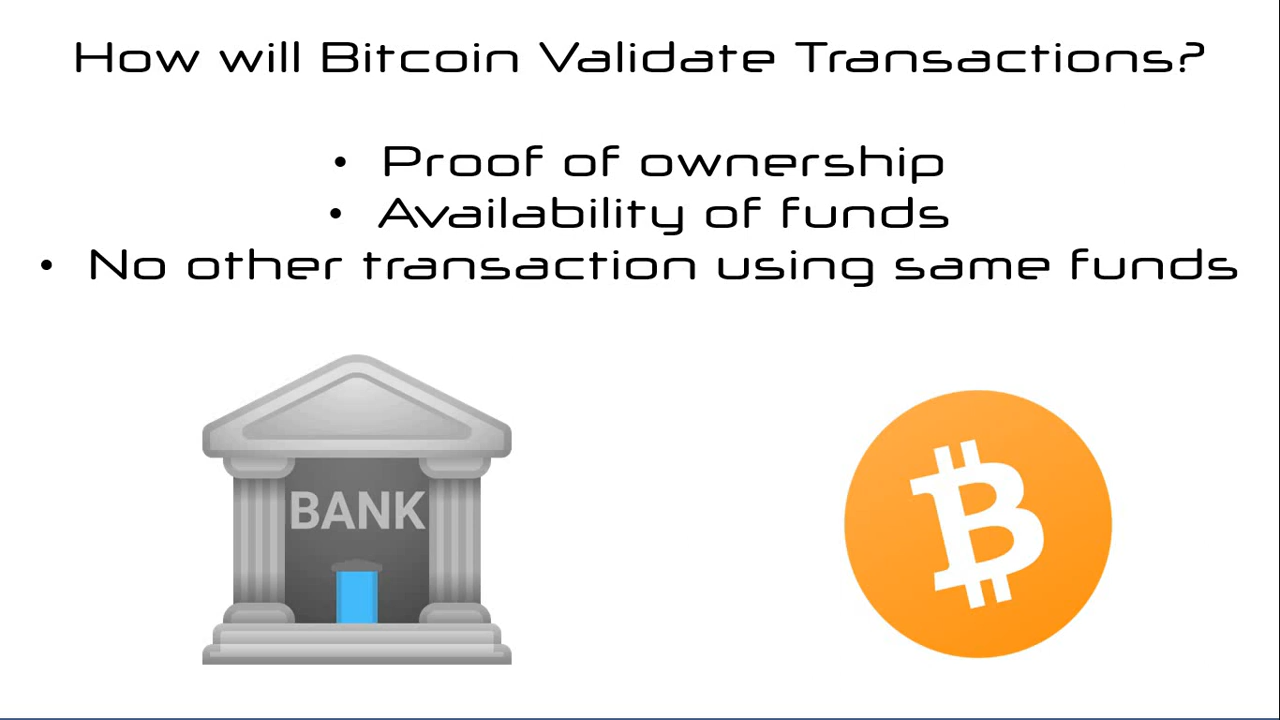 How will Bitcoin Validate Transactions?
• Proof of ownership
• Availability of funds
• No other transaction using same funds
BANK